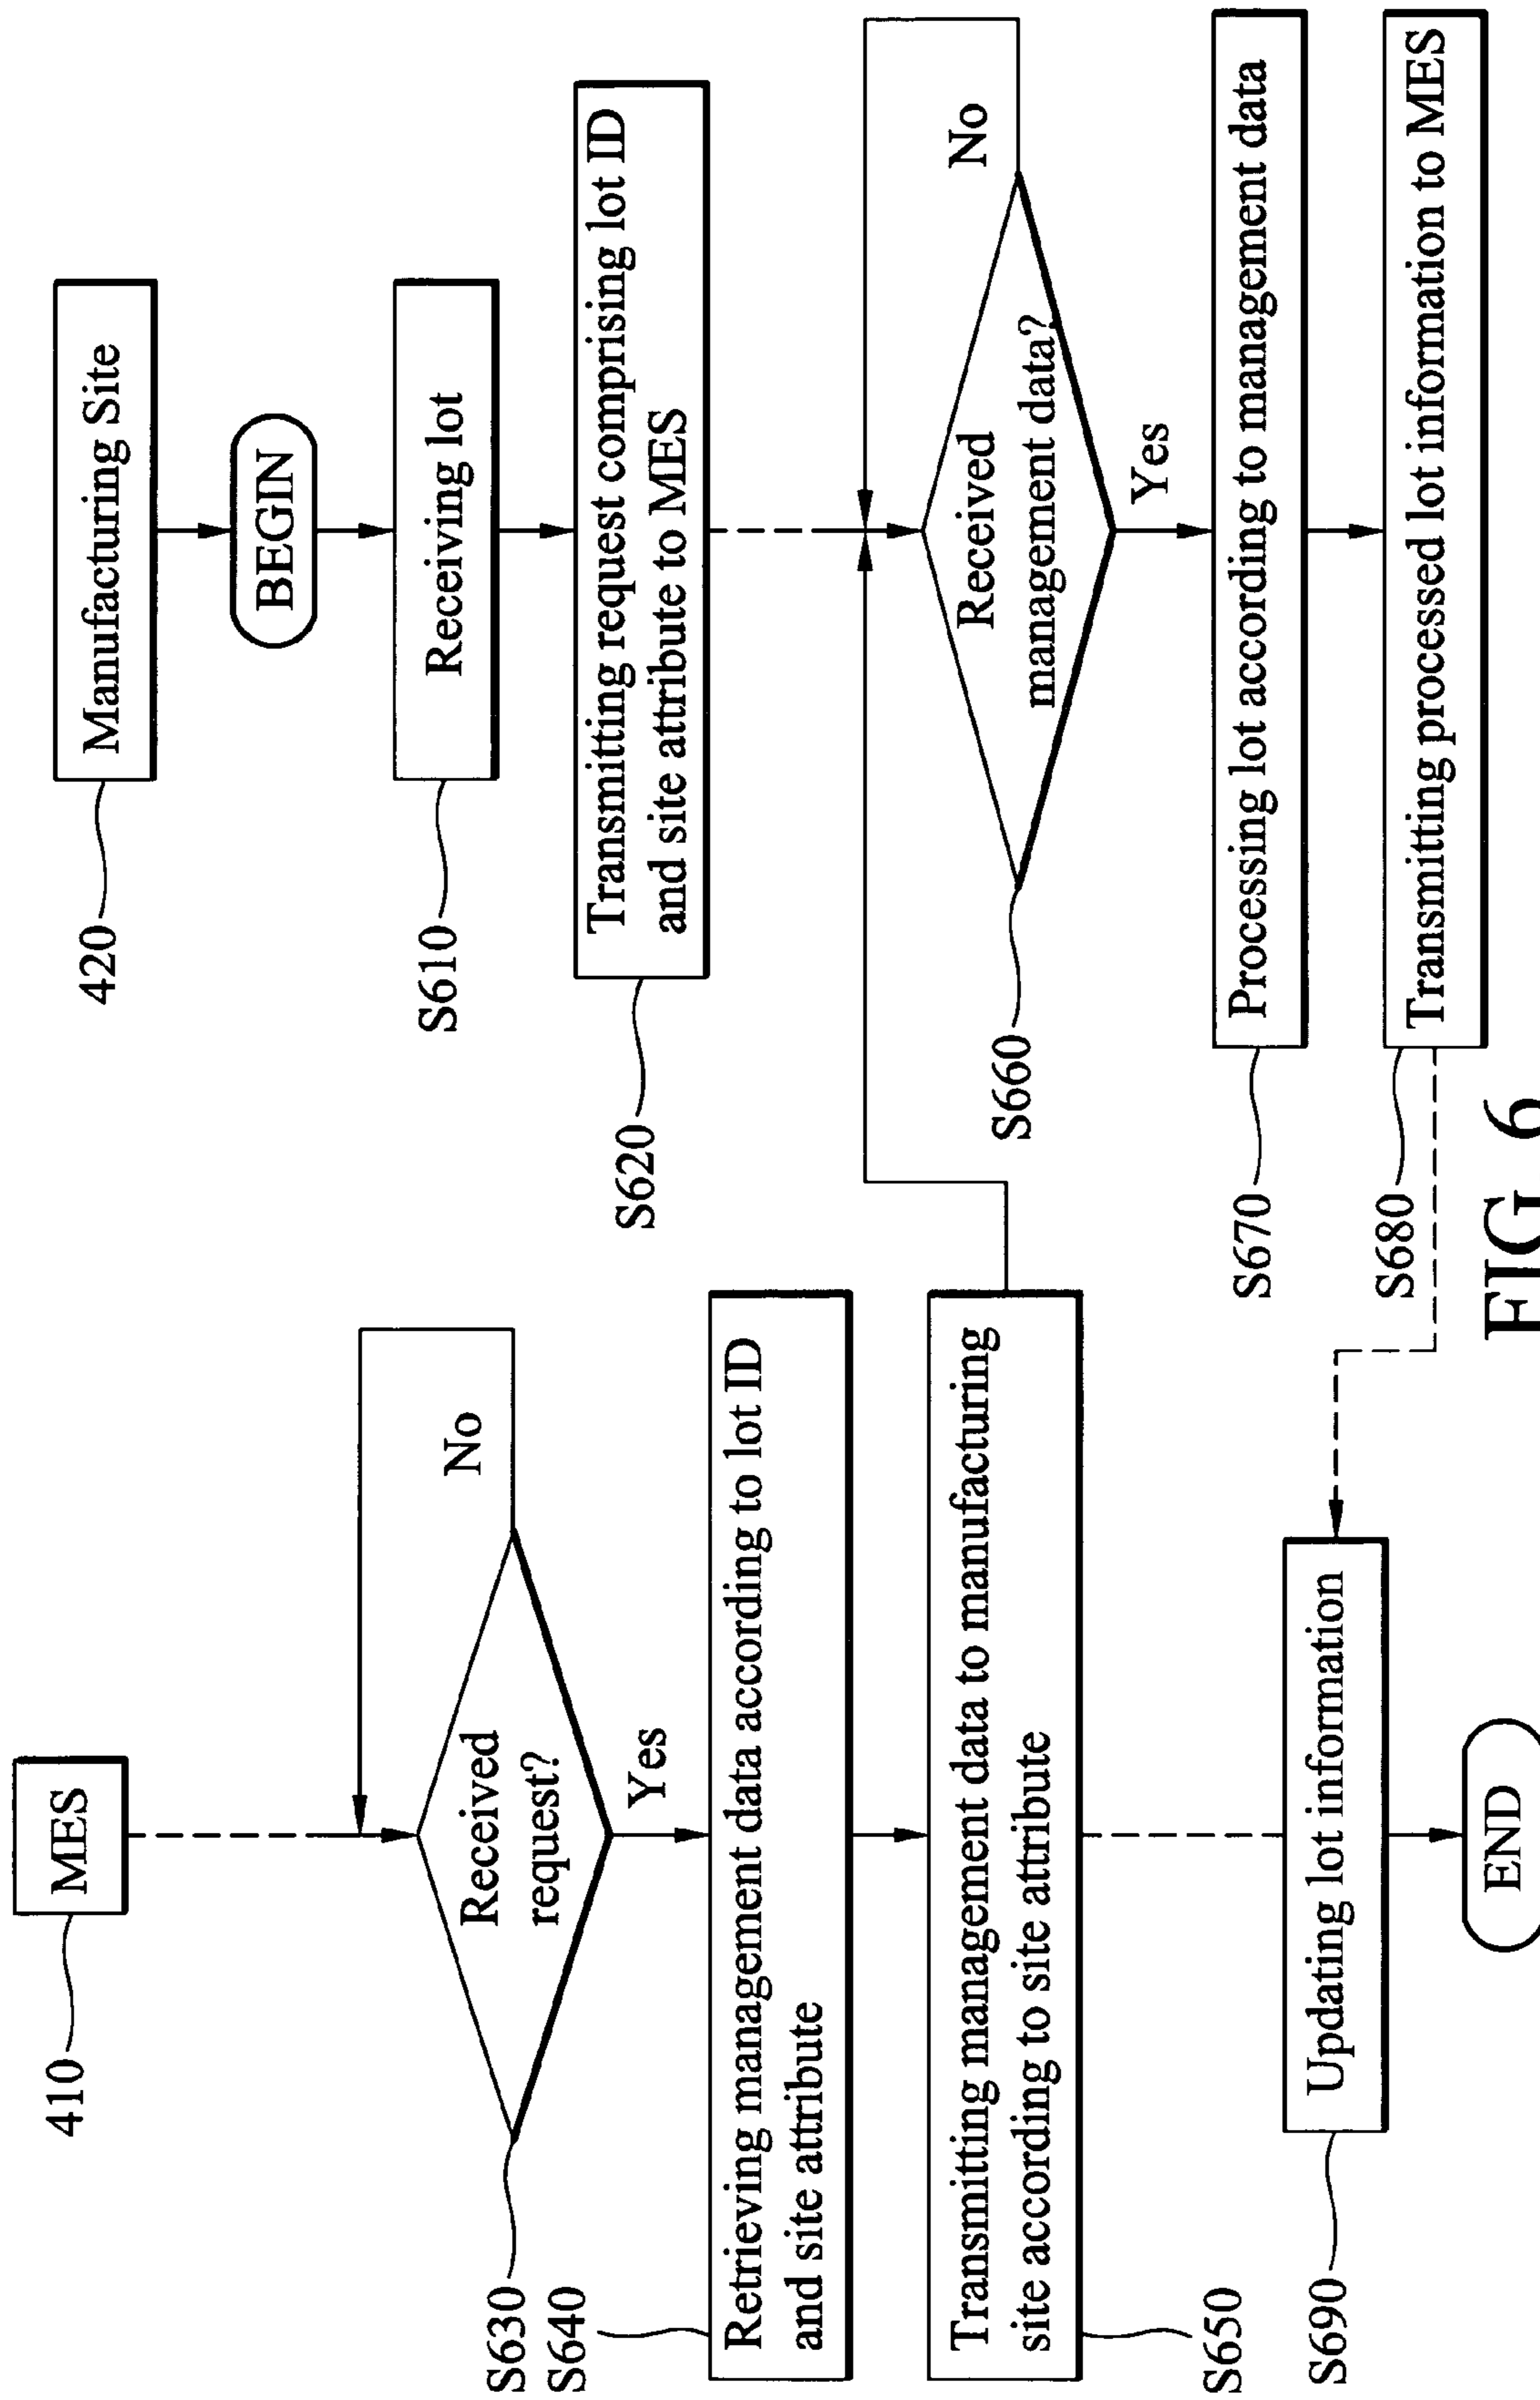 MES
410
Received
request?
No
Yes
S630
S640
Retrieving management data according to lot ID
and site attribute
Transmitting management data to manufacturing
site according to site attribute
S650
Updating lot information
S690
END
Manufacturing Site
420
BEGIN
Receiving lot
S610
Transmitting request comprising lot ID
and site attribute to MES
S620
Received
management data?
No
Yes
S660
Processing lot according to management data
S670
Transmitting processed lot information to MES
S680
FIG. 6